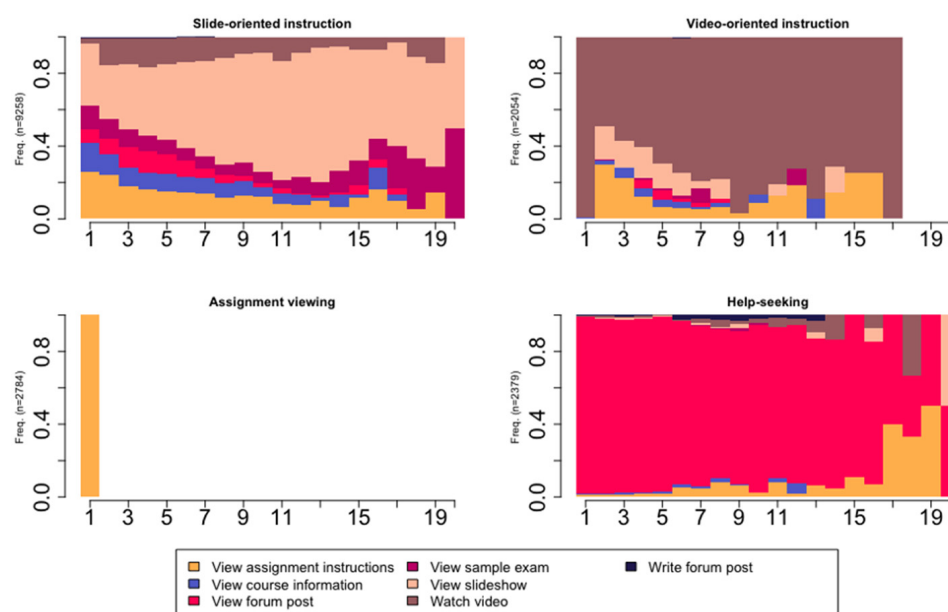 Slide-oriented instruction
Video-oriented instruction
Freq. (n=9258)
0.0 0.4 0.8
1 3 5 7 9 11 15 19
Freq. (n=2054)
0.0 0.4 0.8
1 3 5 7 9 11 15 19
Assignment viewing
Help-seeking
Freq. (n=2784)
0.0 0.4 0.8
1 3 5 7 9 11 15 19
Freq. (n=2379)
0.0 0.4 0.8
1 3 5 7 9 11 15 19
View assignment instructions
View course information
View forum post
View sample exam
View slideshow
Watch video
Write forum post